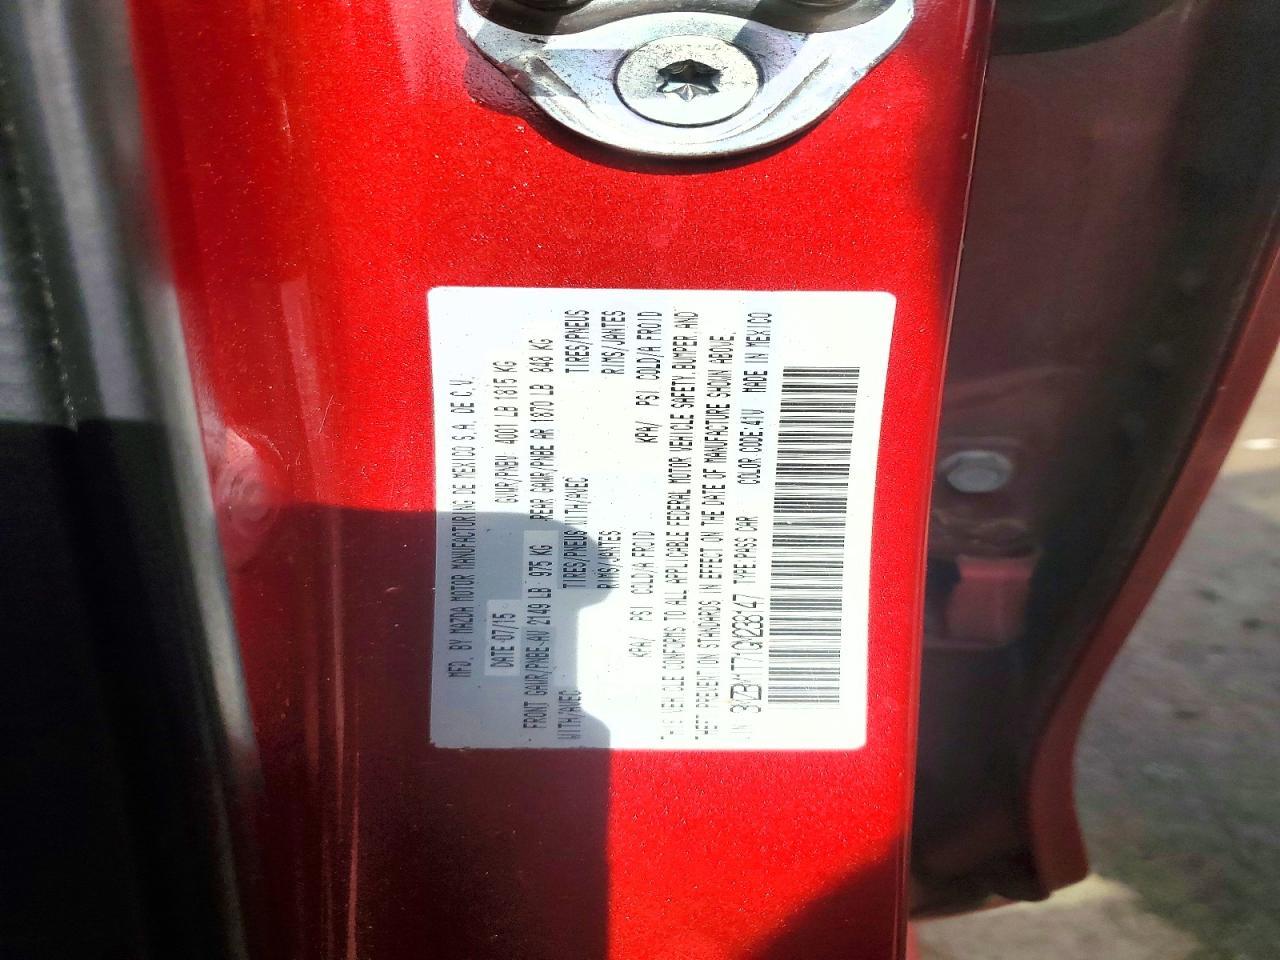 MFD. BY MAZDA MOTOR MANUFACTURING DE MEXICO S.A. DE C.V.
DATE :07/15 GVWR/PNBV 4001 LB 1815 KG
FRONT GAWR/PNBE AV 2149 LB 975 KG REAR GAWR/PIBE AR 1870 LB 848 KG
WITH/AVEC TIRES/PNEUS WITH/AVEC TIRES/PNEUS
RIMS/JANTES RIMS/JANTES
KPA/ PSI COLD/A FROID KPA/ PSI COLD/A FROID
THIS VEHICLE CONFORMS TO ALL APPLICABLE FEDERAL MOTOR VEHICLE SAFETY, BUMPER AND
THEFT PREVENTION STANDARDS IN EFFECT ON THE DATE OF MANUFACTURE SHOWN ABOVE.
TYPE:PASS CAR COLOR CODE:41V MADE IN MEXICO